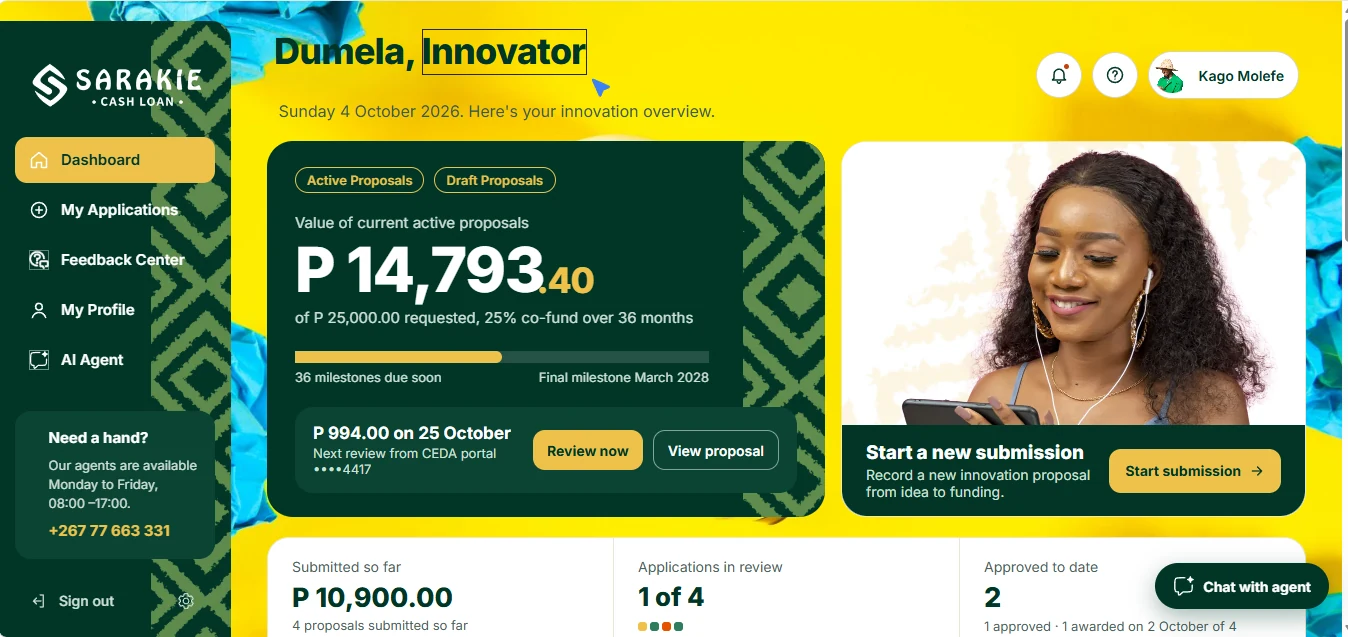 SARAKIE
• CASH LOAN •
Dashboard
My Applications
Feedback Center
My Profile
AI Agent
Need a hand?
Our agents are available
Monday to Friday,
08:00 –17:00.
+267 77 663 331
Sign out
Dumela, Innovator
Sunday 4 October 2026. Here's your innovation overview.
Kago Molefe
Active Proposals
Draft Proposals
Value of current active proposals
P 14,793.40
of P 25,000.00 requested, 25% co-fund over 36 months
36 milestones due soon
Final milestone March 2028
P 994.00 on 25 October
Next review from CEDA portal
••••4417
Review now
View proposal
Start a new submission
Record a new innovation proposal
from idea to funding.
Start submission →
Submitted so far
P 10,900.00
4 proposals submitted so far
Applications in review
1 of 4
Approved to date
2
1 approved · 1 awarded on 2 October of 4
Chat with agent